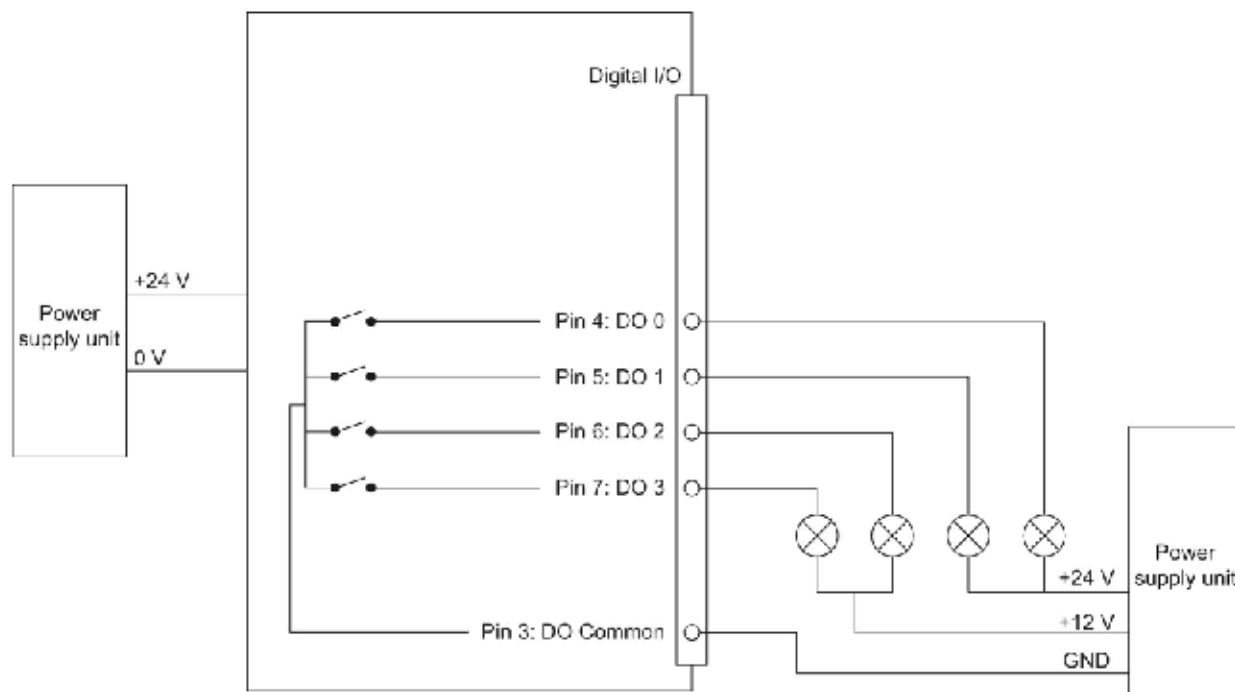 Digital I/O
+24 V
Power
supply unit
0 V
Pin 4: DO 0
Pin 5: DO 1
Pin 6: DO 2
Pin 7: DO 3
Power
supply unit
+24 V
+12 V
Pin 3: DO Common
GND